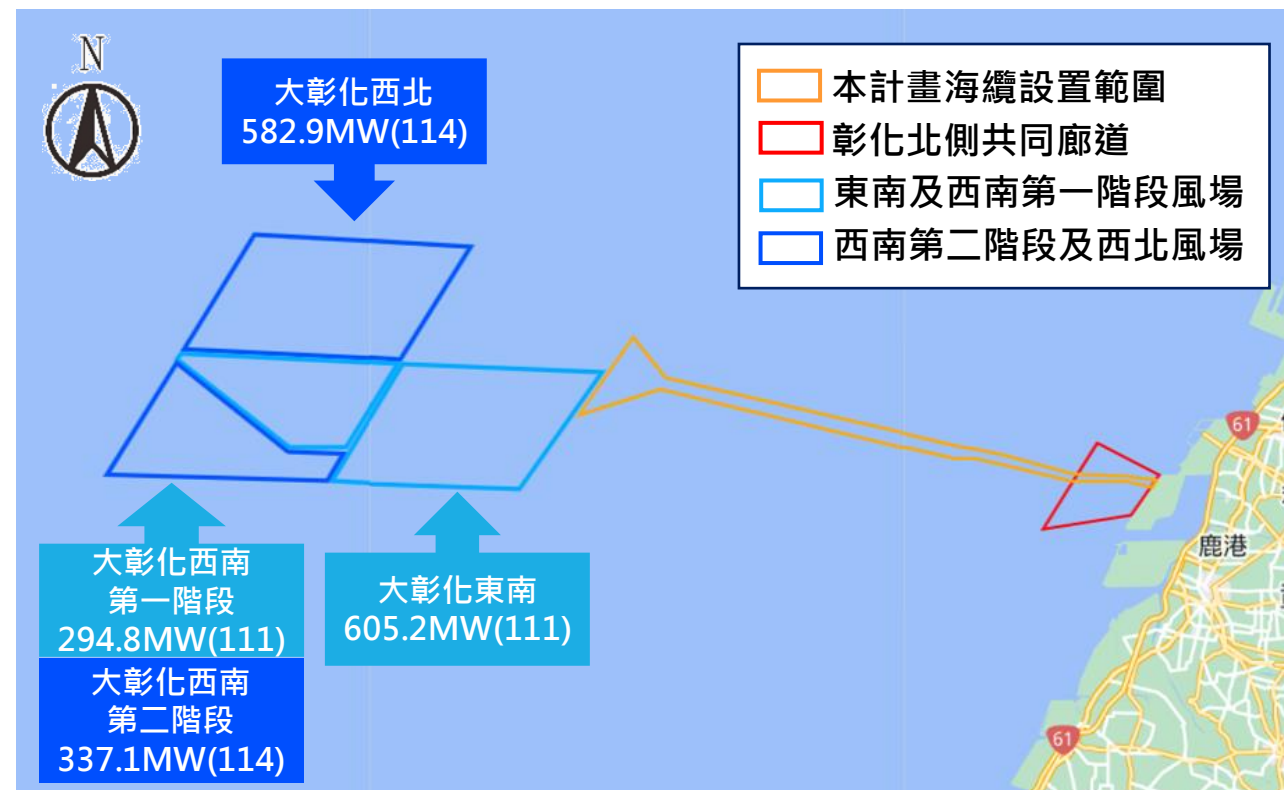 N
大彰化西北
582.9MW(114)
本計畫海纜設置範圍
彰化北側共同廊道
東南及西南第一階段風場
西南第二階段及西北風場
61
鹿港
大彰化西南
第一階段
294.8MW(111)
大彰化東南
605.2MW(111)
大彰化西南
第二階段
337.1MW(114)
61